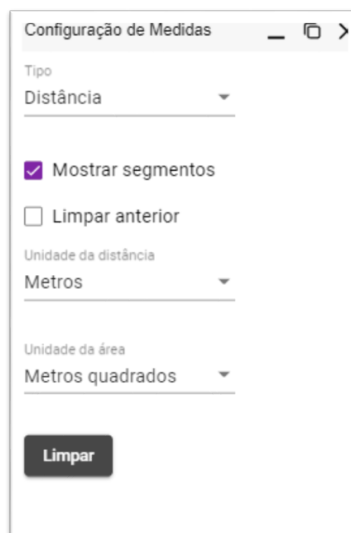 Configuração de Medidas
Tipo
Distância
Mostrar segmentos
Limpar anterior
Unidade da distância
Metros
Unidade da área
Metros quadrados
Limpar